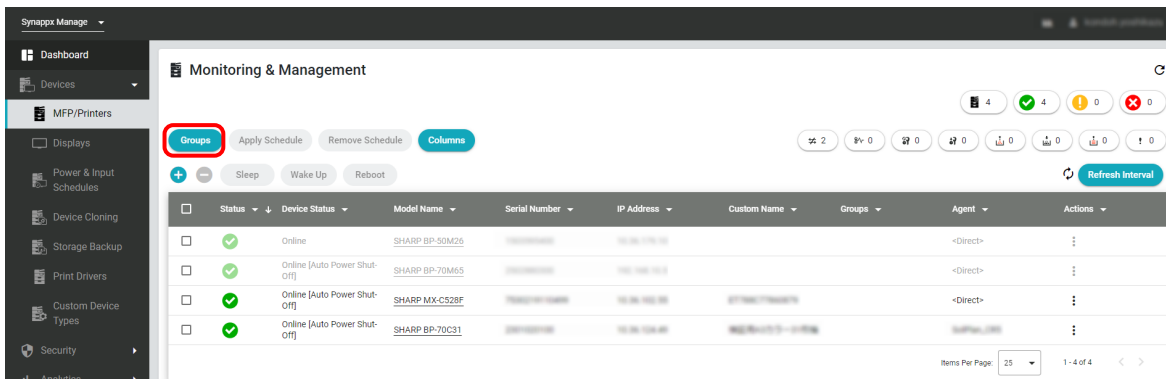 Synappx Manage
Dashboard
Devices
MFP/Printers
Displays
Power & Input
Schedules
Device Cloning
Storage Backup
Print Drivers
Custom Device
Types
Security
Analytics
Monitoring & Management
4 4 0 0
Groups Apply Schedule Remove Schedule Columns
2 0 0 0 0 0 0 0
Sleep Wake Up Reboot
Refresh Interval
Status Device Status Model Name Serial Number IP Address Custom Name Groups Agent Actions
Online SHARP BP-50M26 <Direct>
Online [Auto Power Shut-
Off] SHARP BP-70M65 <Direct>
Online [Auto Power Shut-
Off] SHARP MX-C528F <Direct>
Online [Auto Power Shut-
Off] SHARP BP-70C31
Items Per Page: 25 1 - 4 of 4